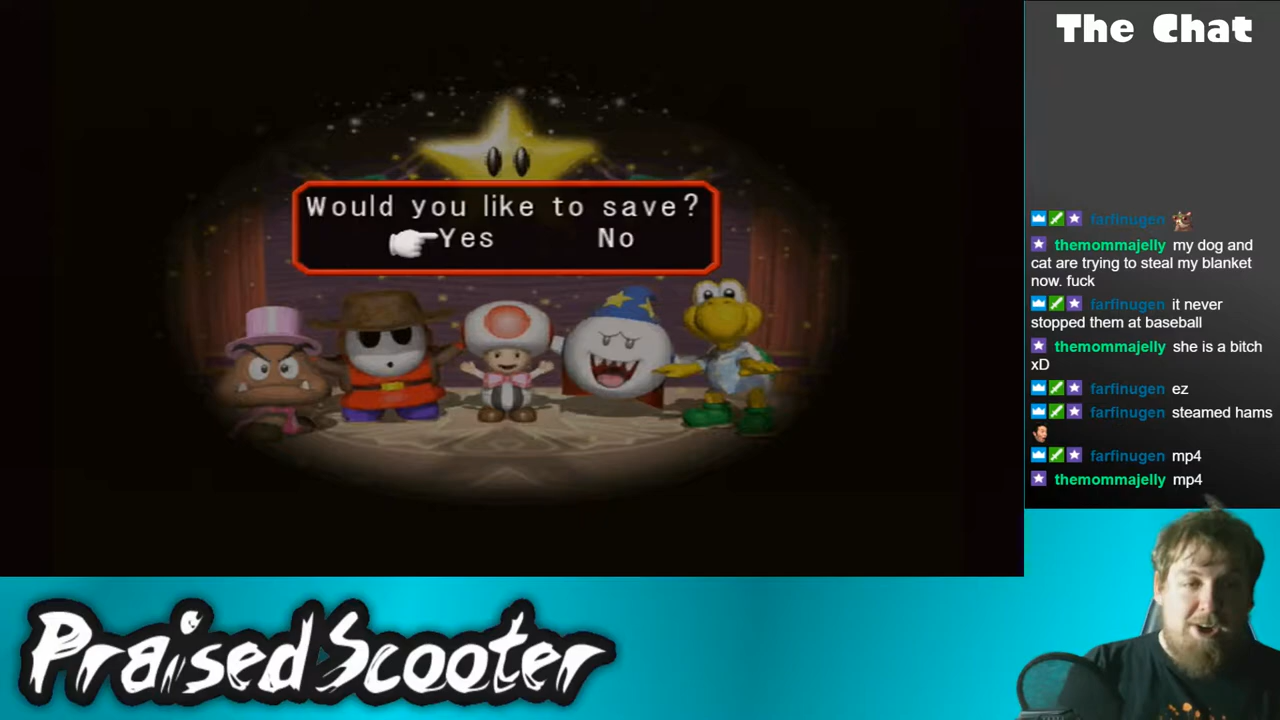 The Chat
Would you like to save?
Yes No
farfinugen
themommajelly my dog and
cat are trying to steal my blanket
now. fuck
farfinugen it never
stopped them at baseball
themommajelly she is a bitch
xD
farfinugen ez
farfinugen steamed hams
farfinugen mp4
themommajelly mp4
PraisedScooter